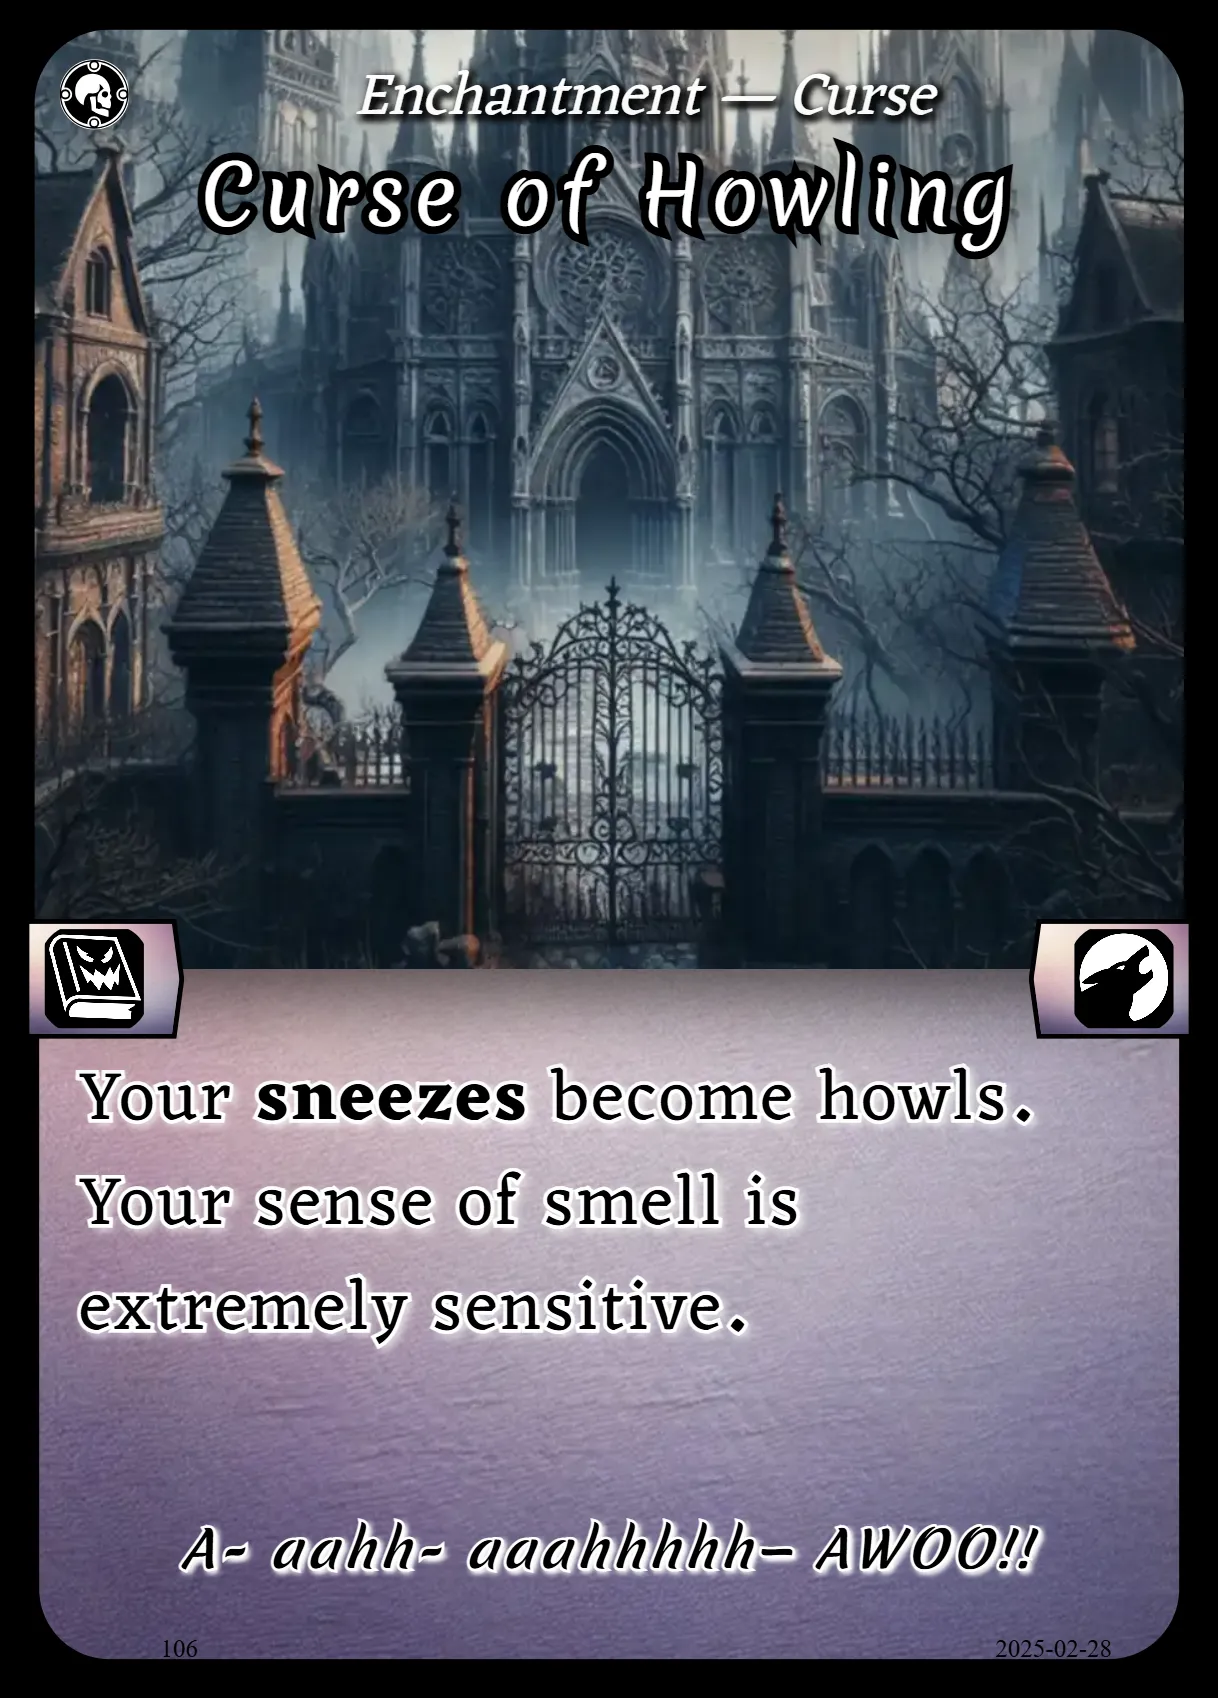 Enchantment — Curse
Curse of Howling
Your sneezes become howls.
Your sense of smell is
extremely sensitive.
A- aahh- aaahhhhh– AWOO!!
106
2025-02-28